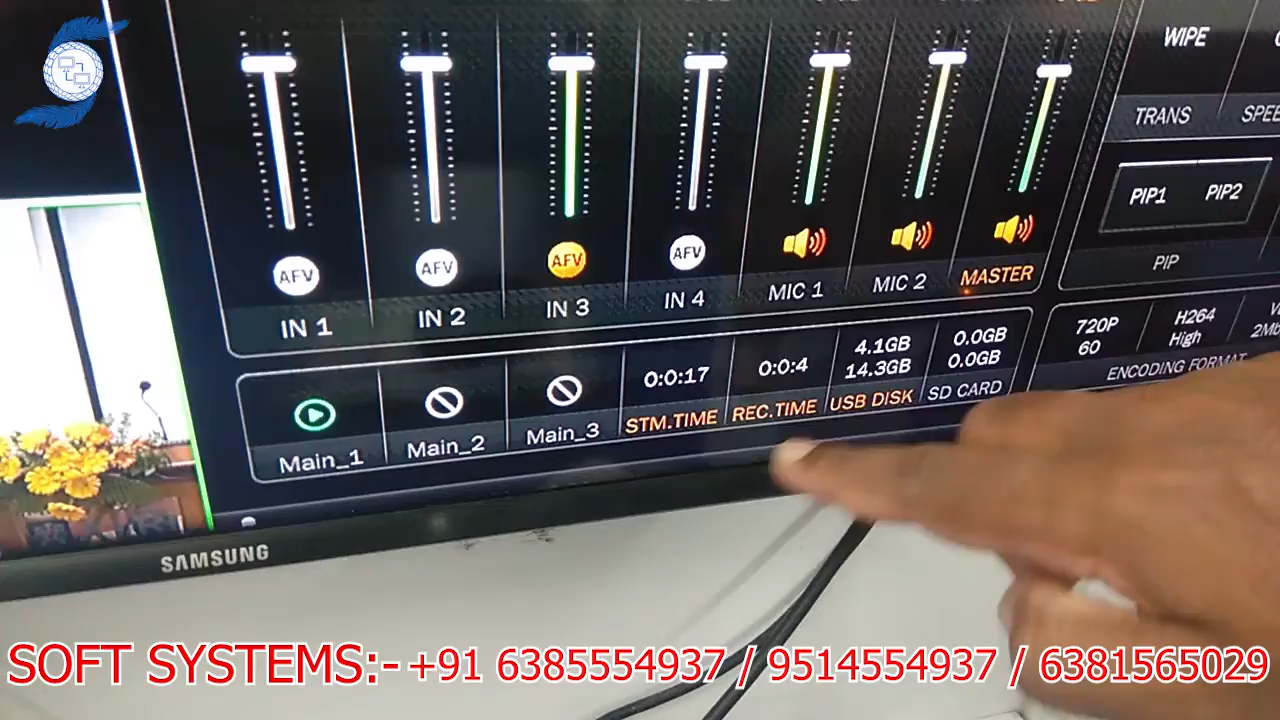 WIPE
TRANS
PIP1 PIP2
PIP
AFV AFV AFV AFV
IN 1 IN 2 IN 3 IN 4 MIC 1 MIC 2 MASTER
Main_1 Main_2 Main_3
0:0:17
STM.TIME
0:0:4
REC.TIME
4.1GB
14.3GB
USB DISK
0.0GB
0.0GB
SD CARD
720P
60
H264
High
ENCODING FORMAT
SAMSUNG
SOFT SYSTEMS:- +91 6385554937 / 9514554937 / 6381565029